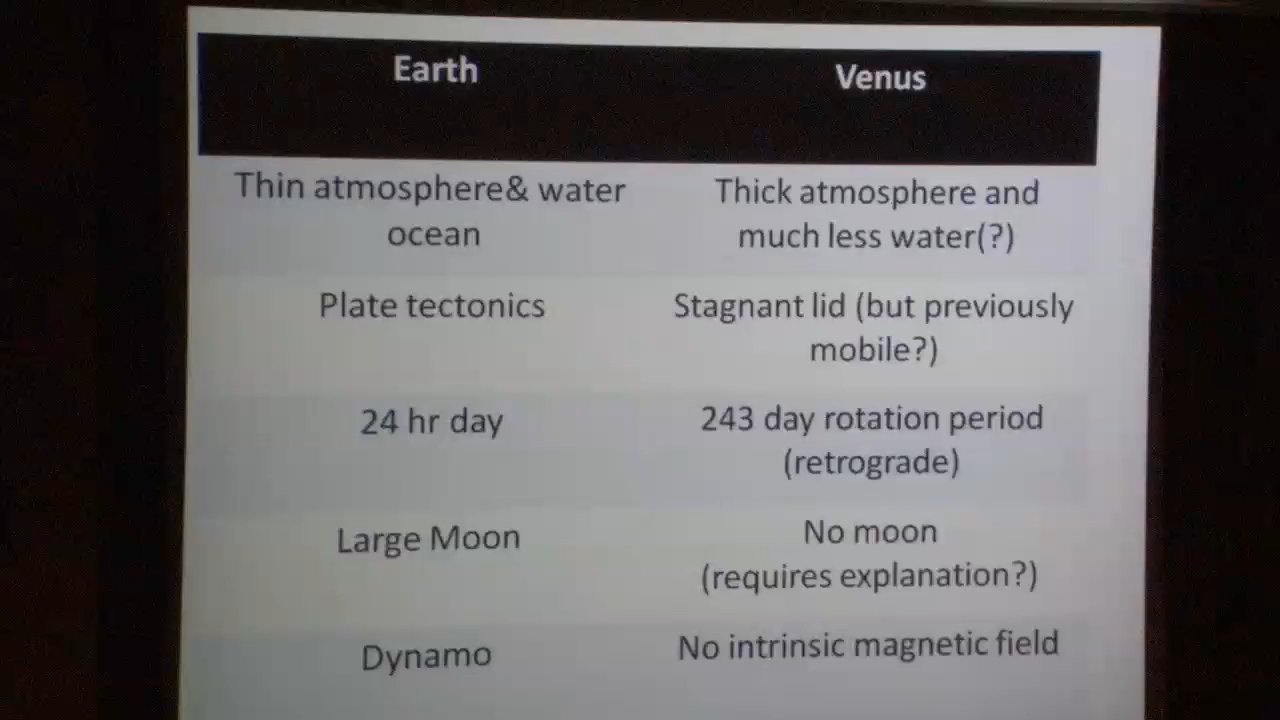 Earth
Venus
Thin atmosphere& water
ocean
Thick atmosphere and
much less water(?)
Plate tectonics
Stagnant lid (but previously
mobile?)
24 hr day
243 day rotation period
(retrograde)
Large Moon
No moon
(requires explanation?)
Dynamo
No intrinsic magnetic field